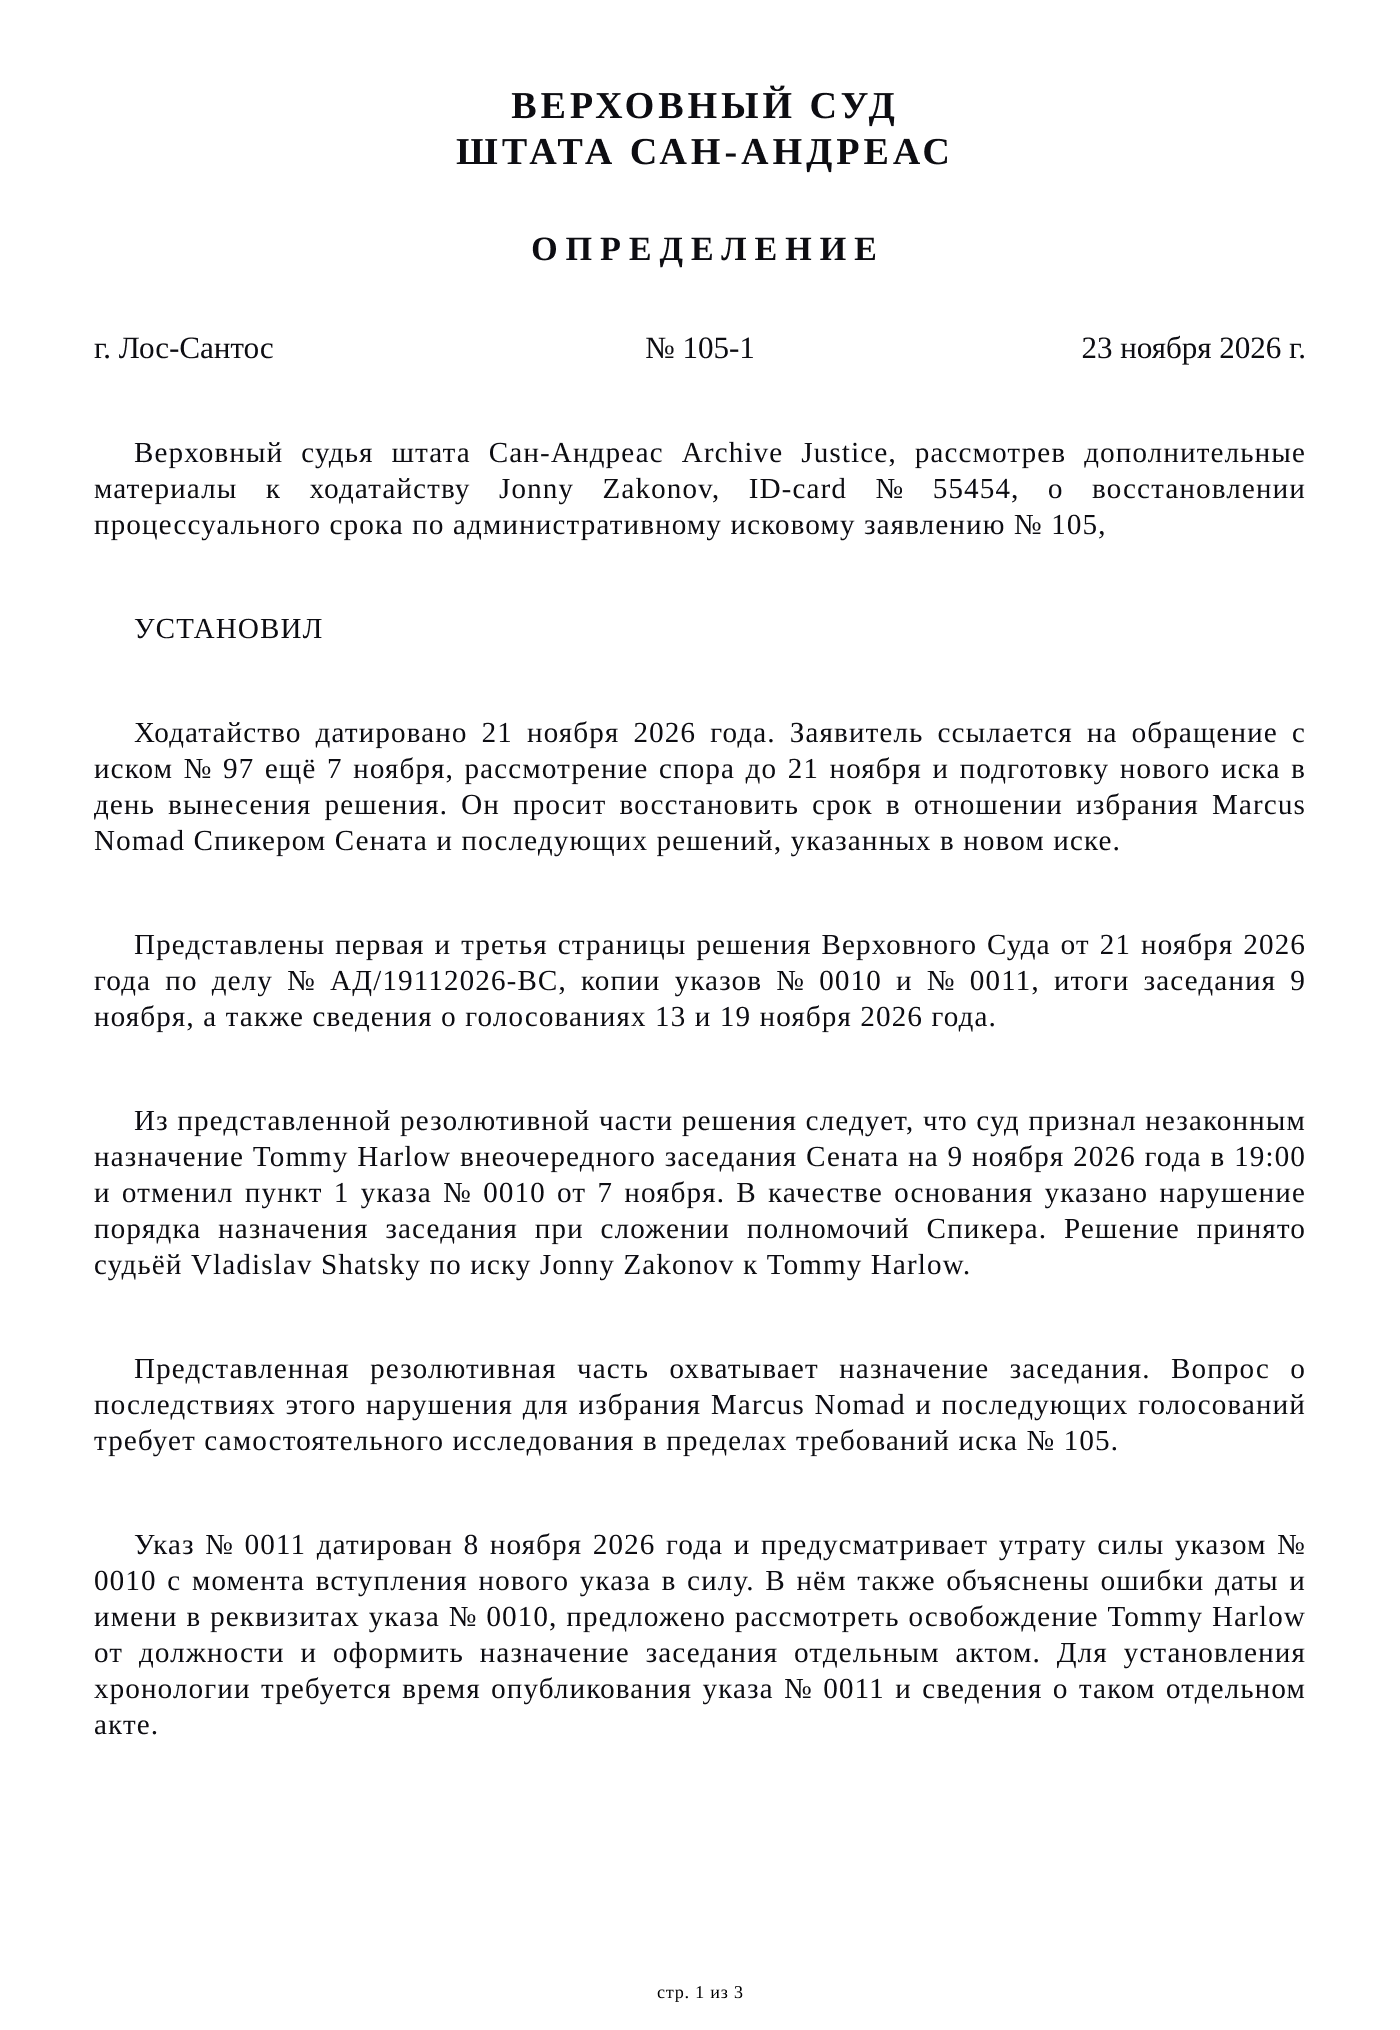 ВЕРХОВНЫЙ СУД
ШТАТА САН-АНДРЕАС
ОПРЕДЕЛЕНИЕ
г. Лос-Сантос № 105-1 23 ноября 2026 г.
Верховный судья штата Сан-Андреас Archive Justice, рассмотрев дополнительные
материалы к ходатайству Jonny Zakonov, ID-card № 55454, о восстановлении
процессуального срока по административному исковому заявлению № 105,
УСТАНОВИЛ
Ходатайство датировано 21 ноября 2026 года. Заявитель ссылается на обращение с
иском № 97 ещё 7 ноября, рассмотрение спора до 21 ноября и подготовку нового иска в
день вынесения решения. Он просит восстановить срок в отношении избрания Marcus
Nomad Спикером Сената и последующих решений, указанных в новом иске.
Представлены первая и третья страницы решения Верховного Суда от 21 ноября 2026
года по делу № АД/19112026-ВС, копии указов № 0010 и № 0011, итоги заседания 9
ноября, а также сведения о голосованиях 13 и 19 ноября 2026 года.
Из представленной резолютивной части решения следует, что суд признал незаконным
назначение Tommy Harlow внеочередного заседания Сената на 9 ноября 2026 года в 19:00
и отменил пункт 1 указа № 0010 от 7 ноября. В качестве основания указано нарушение
порядка назначения заседания при сложении полномочий Спикера. Решение принято
судьёй Vladislav Shatsky по иску Jonny Zakonov к Tommy Harlow.
Представленная резолютивная часть охватывает назначение заседания. Вопрос о
последствиях этого нарушения для избрания Marcus Nomad и последующих голосований
требует самостоятельного исследования в пределах требований иска № 105.
Указ № 0011 датирован 8 ноября 2026 года и предусматривает утрату силы указом №
0010 с момента вступления нового указа в силу. В нём также объяснены ошибки даты и
имени в реквизитах указа № 0010, предложено рассмотреть освобождение Tommy Harlow
от должности и оформить назначение заседания отдельным актом. Для установления
хронологии требуется время опубликования указа № 0011 и сведения о таком отдельном
акте.
стр. 1 из 3